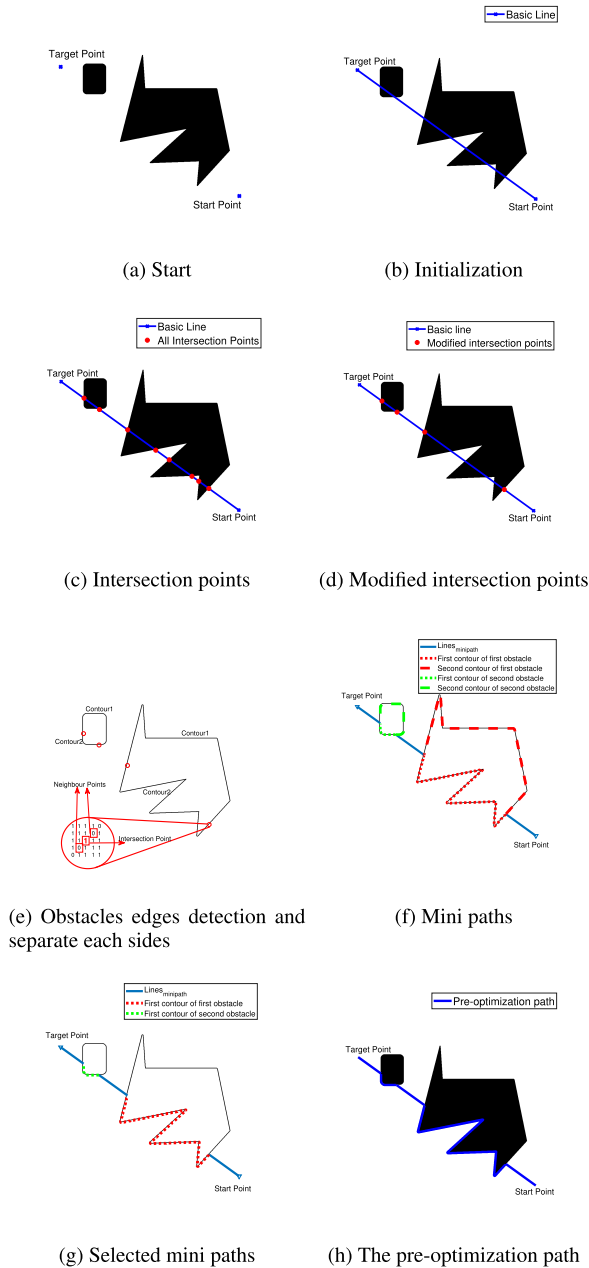 Basic Line
Target Point
Start Point
Target Point
Start Point
(a) Start
(b) Initialization
Basic Line
All Intersection Points
Target Point
Start Point
Basic line
Modified intersection points
Target Point
Start Point
(c) Intersection points
(d) Modified intersection points
Contour1
Contour2
Contour1
Neighbour Points
Contour2
Intersection Point
Lines minipath
First contour of first obstacle
Second contour of first obstacle
First contour of second obstacle
Second contour of second obstacle
Target Point
Start Point
(e) Obstacles edges detection and
separate each sides
(f) Mini paths
Lines minipath
First contour of first obstacle
First contour of second obstacle
Target Point
Start Point
Pre-optimization path
Target Point
Start Point
(g) Selected mini paths
(h) The pre-optimization path